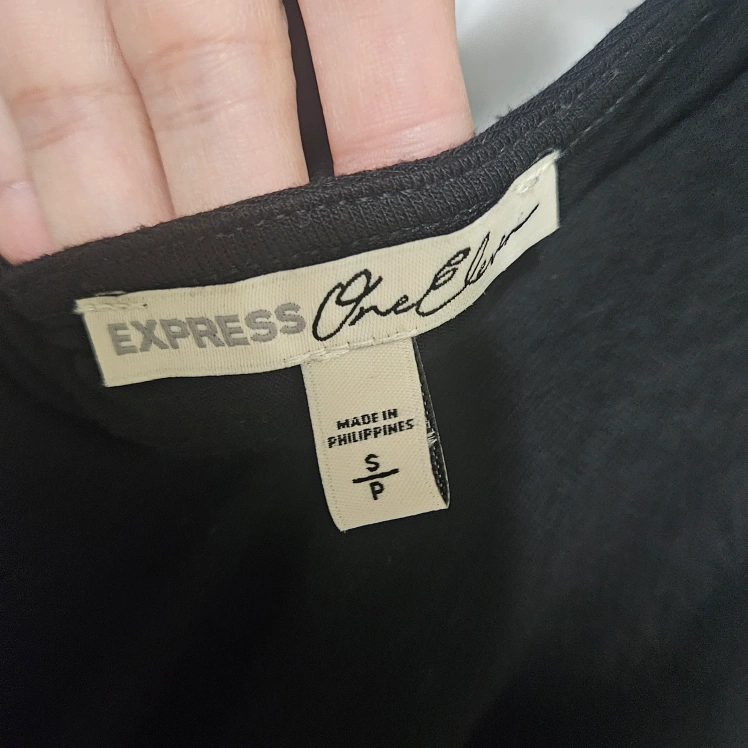 EXPRESS One Eleven
MADE IN
PHILIPPINES
S
P